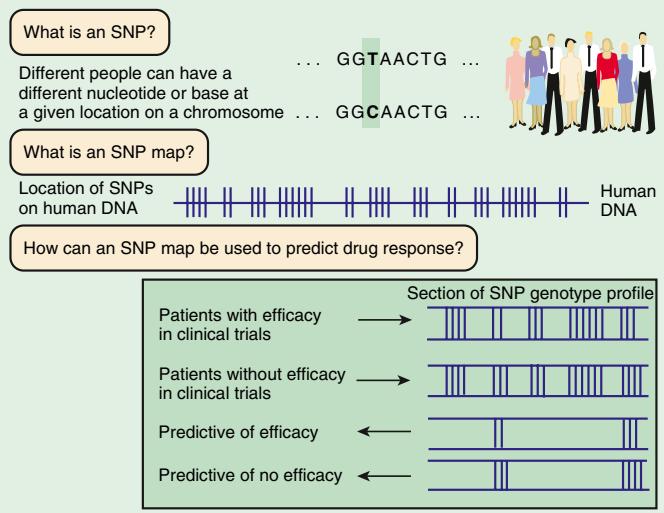 What is an SNP?
Different people can have a
different nucleotide or base at
a given location on a chromosome
... GGTAACTG ...
... GGCAACTG ...
What is an SNP map?
Location of SNPs
on human DNA
Human
DNA
How can an SNP map be used to predict drug response?
Section of SNP genotype profile
Patients with efficacy
in clinical trials
Patients without efficacy
in clinical trials
Predictive of efficacy
Predictive of no efficacy